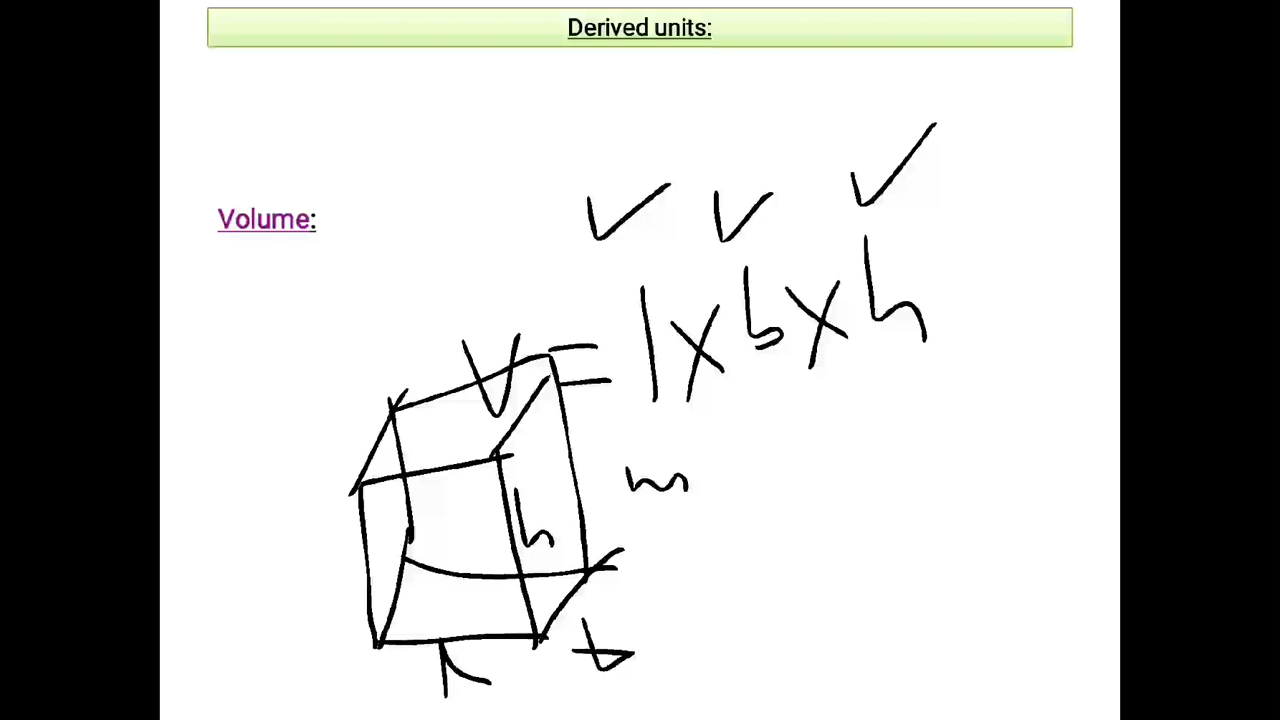 Derived units:
Volume:
V = l x b x h
m
h
b